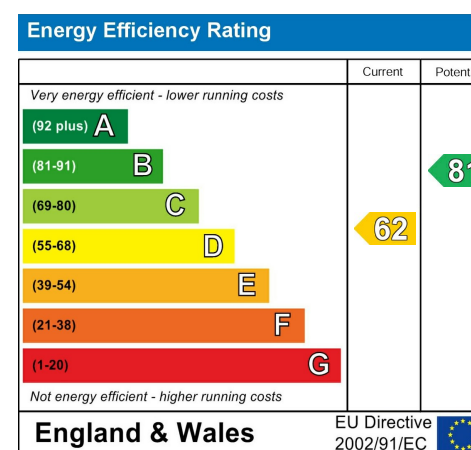 Energy Efficiency Rating
Current Potent
Very energy efficient - lower running costs
(92 plus) A
(81-91) B
81
(69-80) C
(55-68) D
62
(39-54) E
(21-38) F
(1-20) G
Not energy efficient - higher running costs
England & Wales
EU Directive
2002/91/EC